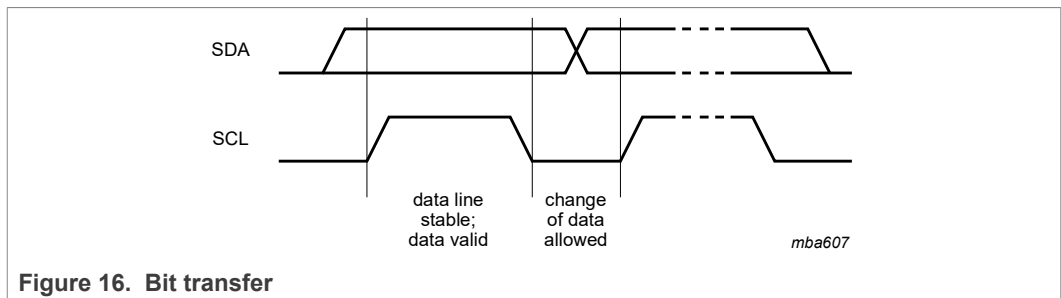 SDA
SCL
data line
stable;
data valid
change
of data
allowed
mba607
Figure 16. Bit transfer